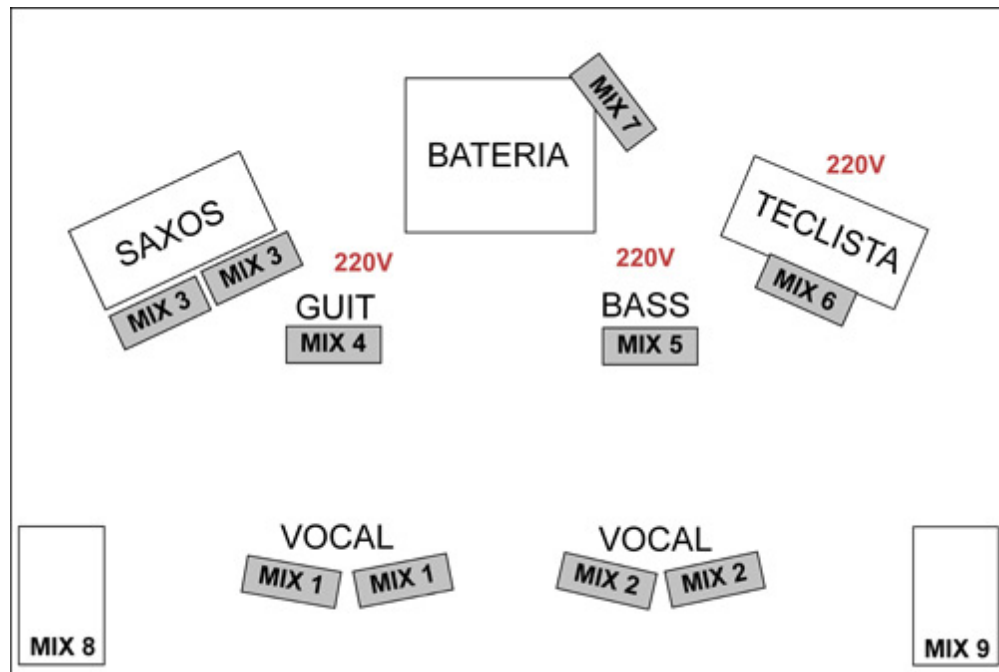 MIX 7
BATERIA
220V
SAXOS
TECLISTA
MIX 3
MIX 3
220V
220V
MIX 6
GUIT
BASS
MIX 4
MIX 5
VOCAL
VOCAL
MIX 1
MIX 1
MIX 2
MIX 2
MIX 8
MIX 9